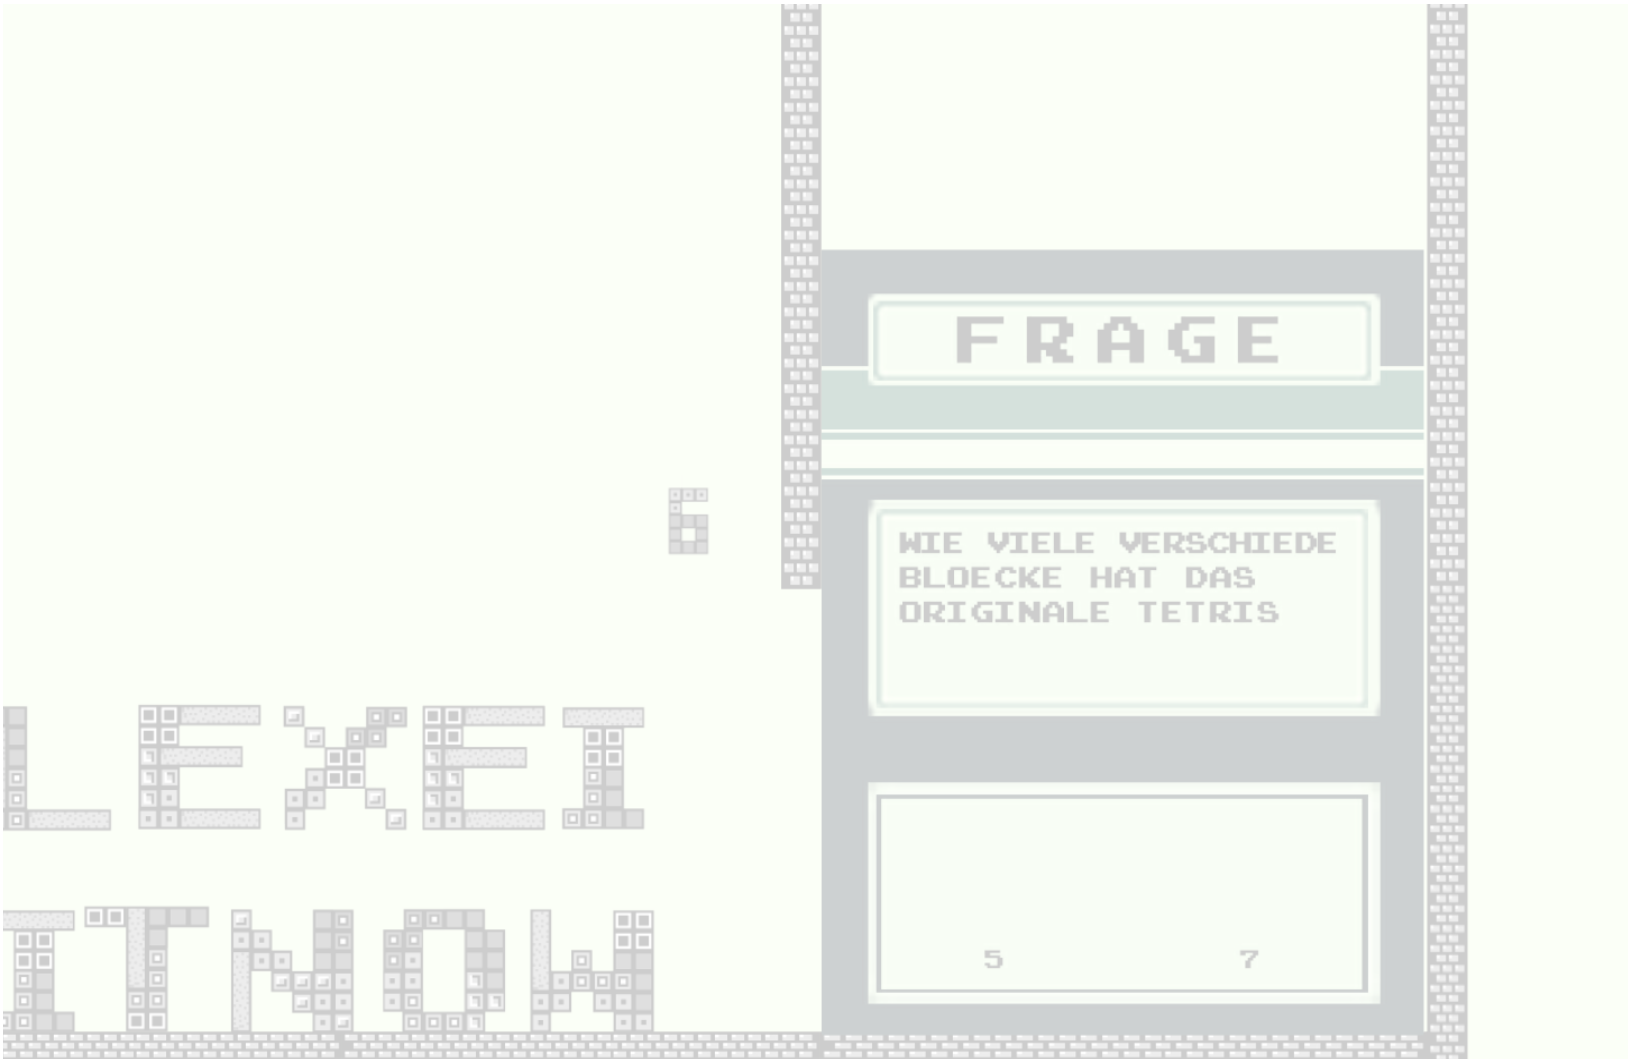 FRAGE
6
WIE VIELE VERSCHIEDE
BLOECKE HAT DAS
ORIGINALE TETRIS
LEXEI
ITNOW
5 7